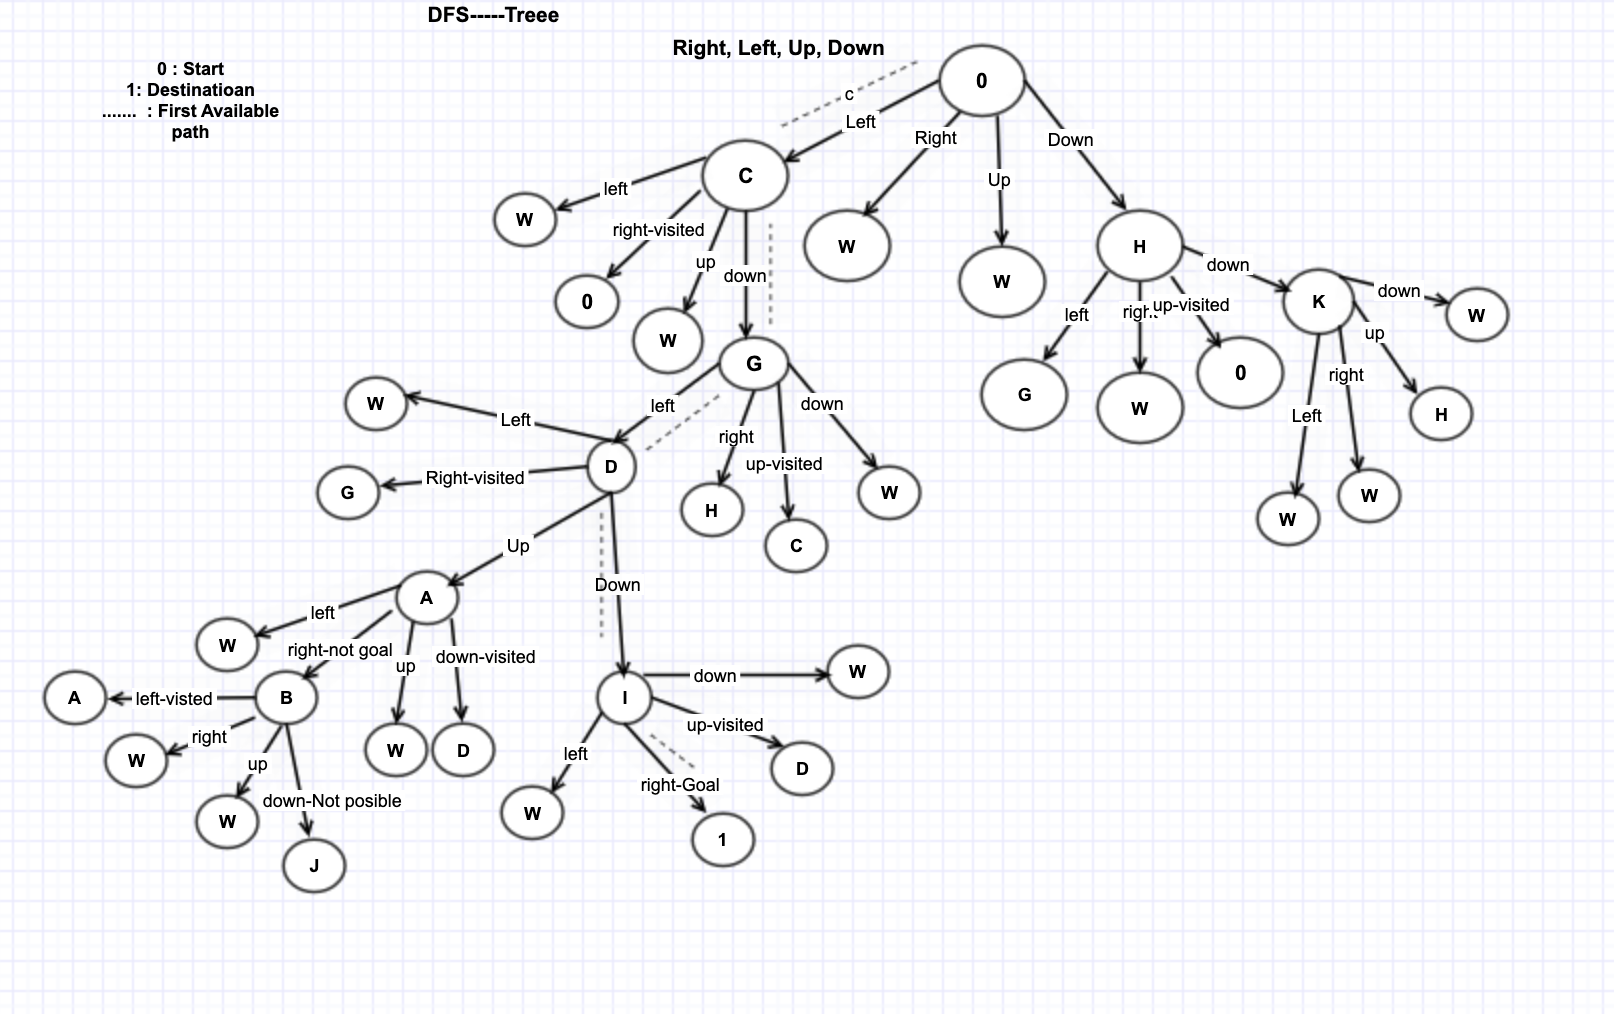 DFS-----Treee
Right, Left, Up, Down
0 : Start
1: Destinatioan
....... : First Available
path
0
c
Left
Right
Up
Down
C
left
right-visited
up
down
W
0
W
W
W
H
left
up-visited
down
G
W
0
K
down
up
right
Left
W
H
W
W
G
left
right
up-visited
down
D
H
C
W
Left
Right-visited
Up
Down
W
G
A
left
right-not goal
up
down-visited
W
B
W
D
left-visted
right
up
down-Not posible
A
W
W
J
I
down
up-visited
left
right-Goal
W
D
W
1